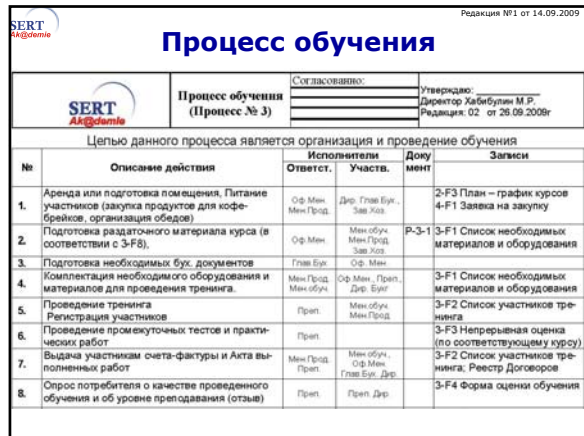 SERT
Ak@demie
Редакция №1 от 14.09.2009
Процесс обучения
SERT
Ak@demie
Процесс обучения
(Процесс № 3)
Согласованно:
Утверждаю:
Директор Хабибулин М.Р.
Редакция: 02 от 26.09.2009г
Целью данного процесса является организация и проведение обучения
№ Описание действия Исполнители Доку Записи
Ответст. Участв. мент
1. Аренда или подготовка помещения, Питание
участников (закупка продуктов для кофе-
брейков, организация обедов)
Оф.Мен.
Мен.Прод.
Дир. Глав.Бух.,
Зав.Хоз.
2-F3 План – график курсов
4-F1 Заявка на закупку
2. Подготовка раздаточного материала курса (в
соответствии с 3-F8),
Оф.Мен.
Мен.обуч.
Мен.Прод.
Зав.Хоз.
Р-3-1
3-F1 Список необходимых
материалов и оборудования
3. Подготовка необходимых бух. документов
Глав.Бух.
Оф. Мен.
4. Комплектация необходимого оборудования и
материалов для проведения тренинга.
Мен.Прод.
Мен.обуч.
Оф.Мен., Преп.,
Дир. Бухг
3-F1 Список необходимых
материалов и оборудования
5. Проведение тренинга
Регистрация участников
Преп.
Мен.обуч.
Мен.Прод
3-F2 Список участников тре-
нинга
6. Проведение промежуточных тестов и практи-
ческих работ
Преп.
3-F3 Непрерывная оценка
(по соответствующему курсу)
7. Выдача участникам счета-фактуры и Акта вы-
полненных работ
Мен.Прод.
Преп.
Мен.обуч.,
Оф.Мен.
Глав.Бух. Дир.
3-F2 Список участников тре-
нинга; Реестр Договоров
8. Опрос потребителя о качестве проведенного
обучения и об уровне преподавания (отзыв)
Преп.
Преп. Дир.
3-F4 Форма оценки обучения